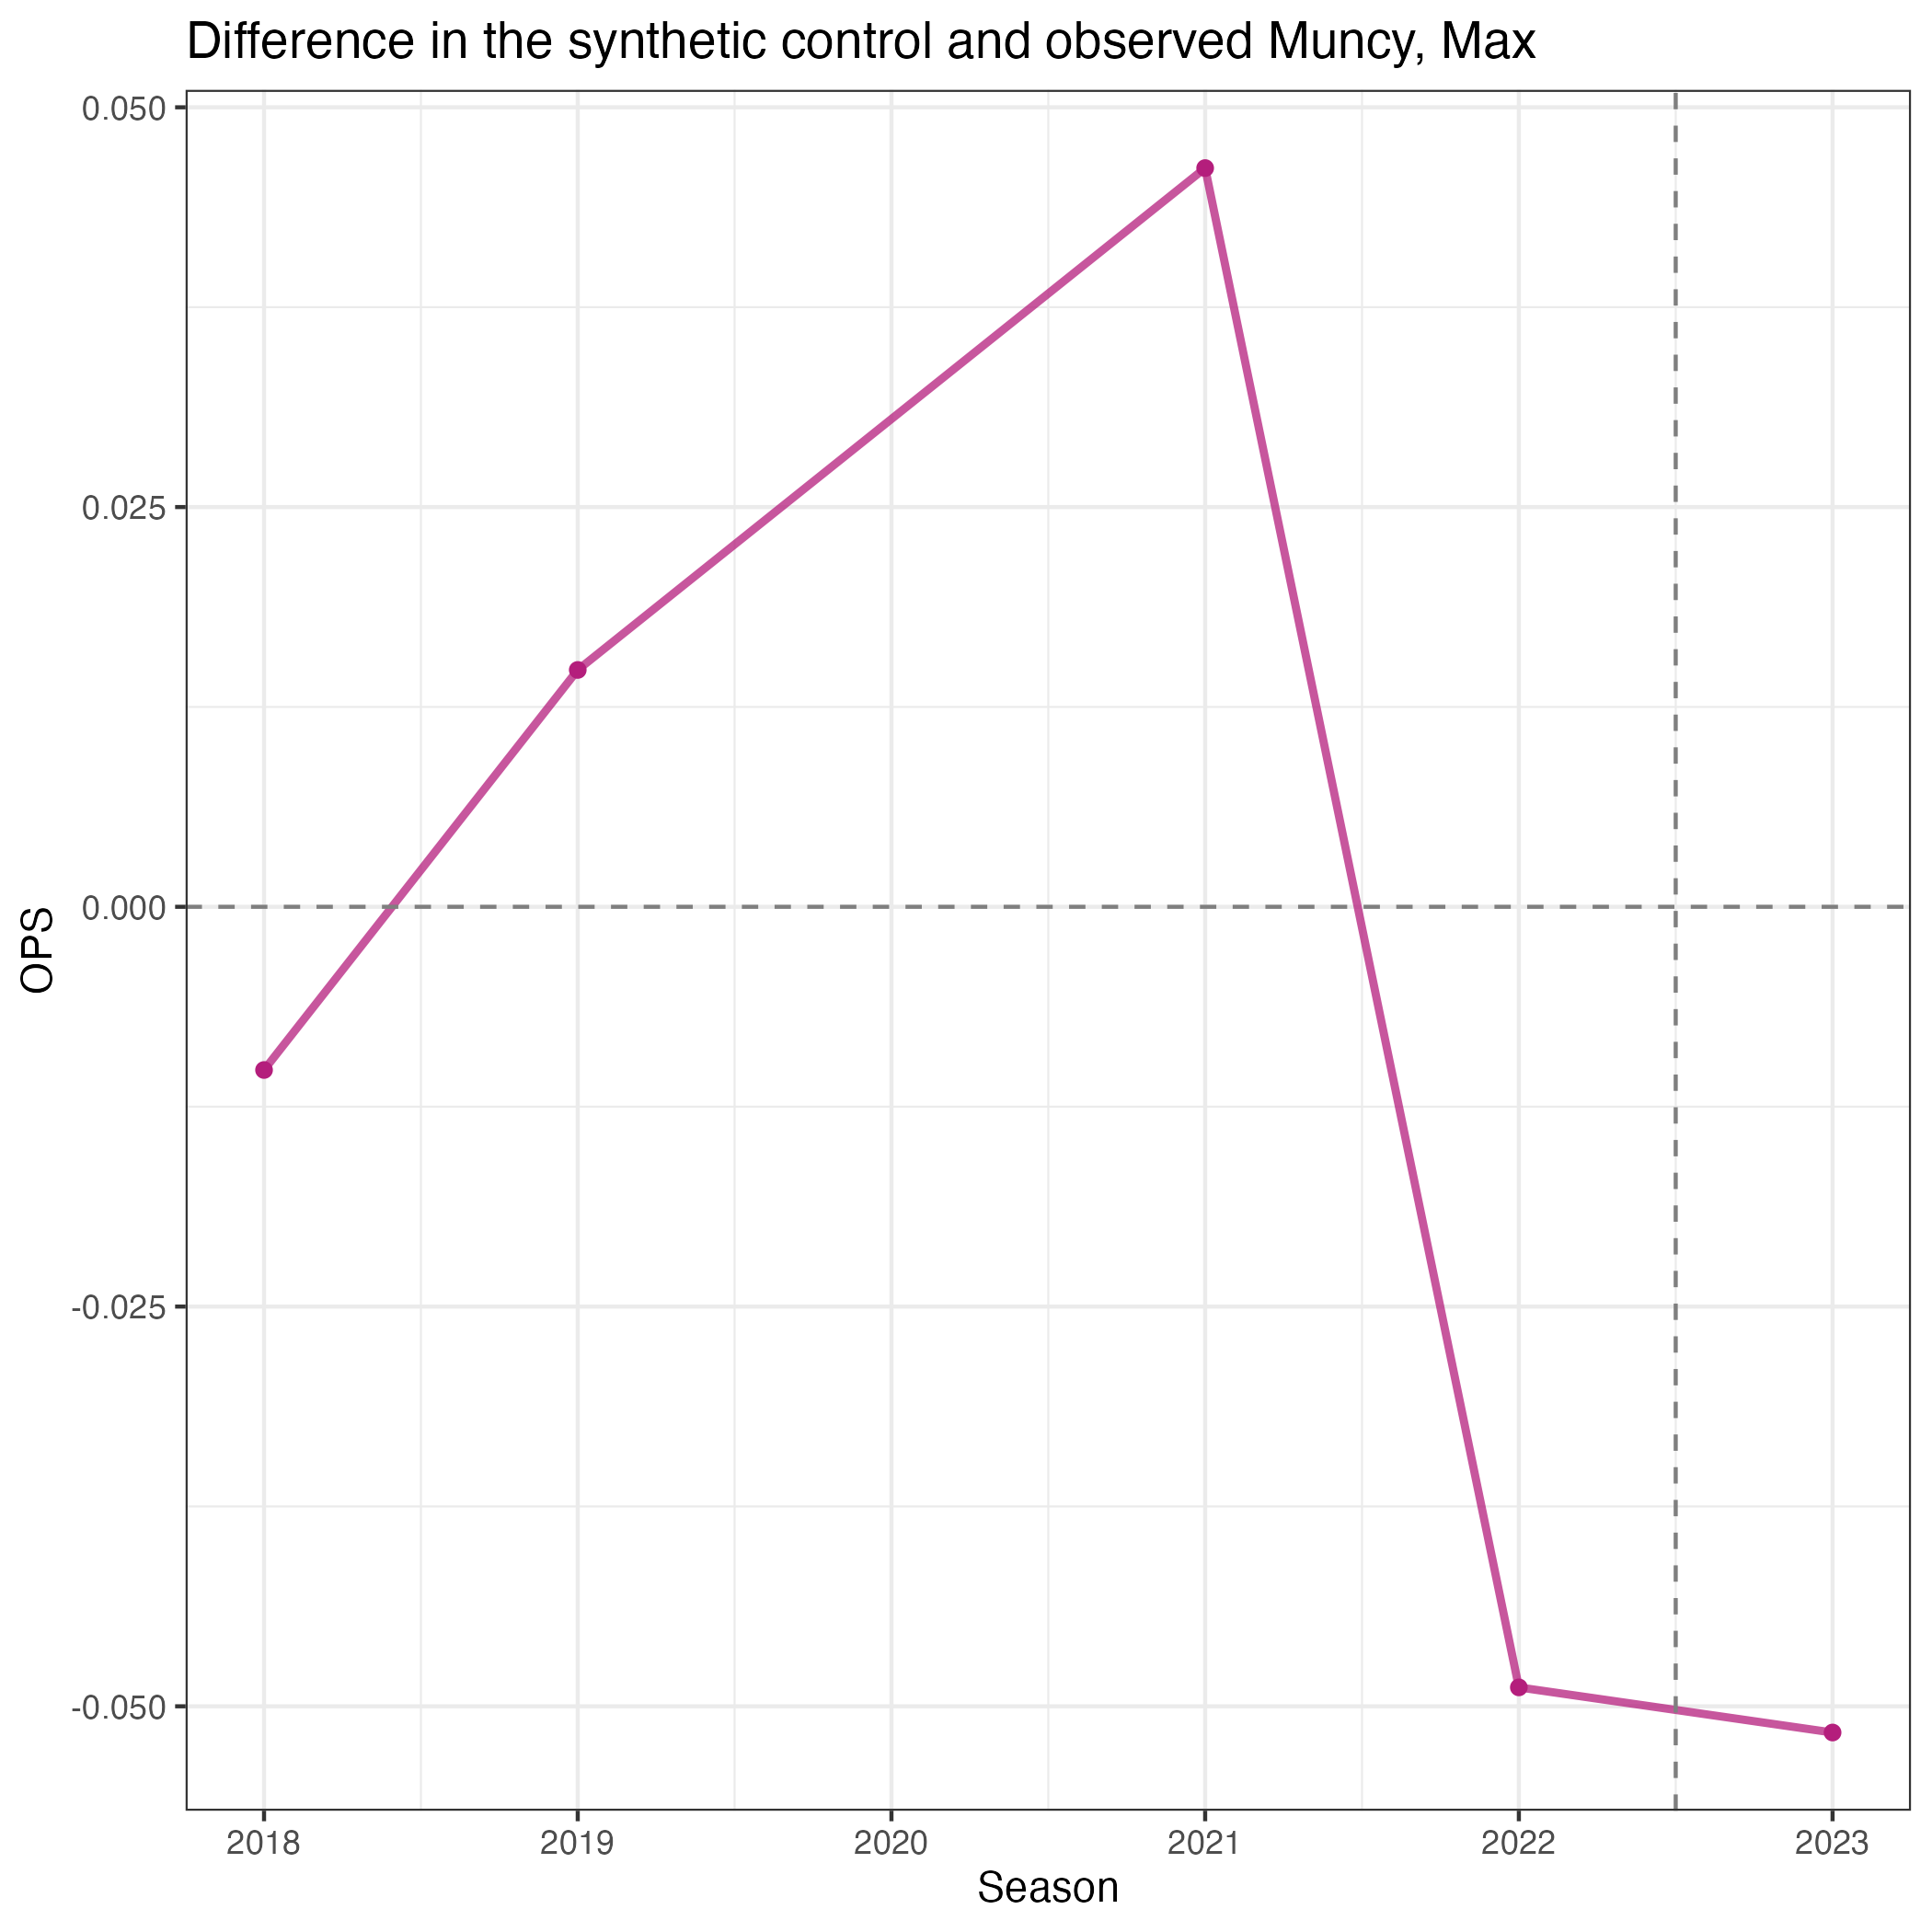 Difference in the synthetic control and observed Muncy, Max
0.050
0.025
0.000
-0.025
-0.050
OPS
2018 2019 2020 2021 2022 2023
Season